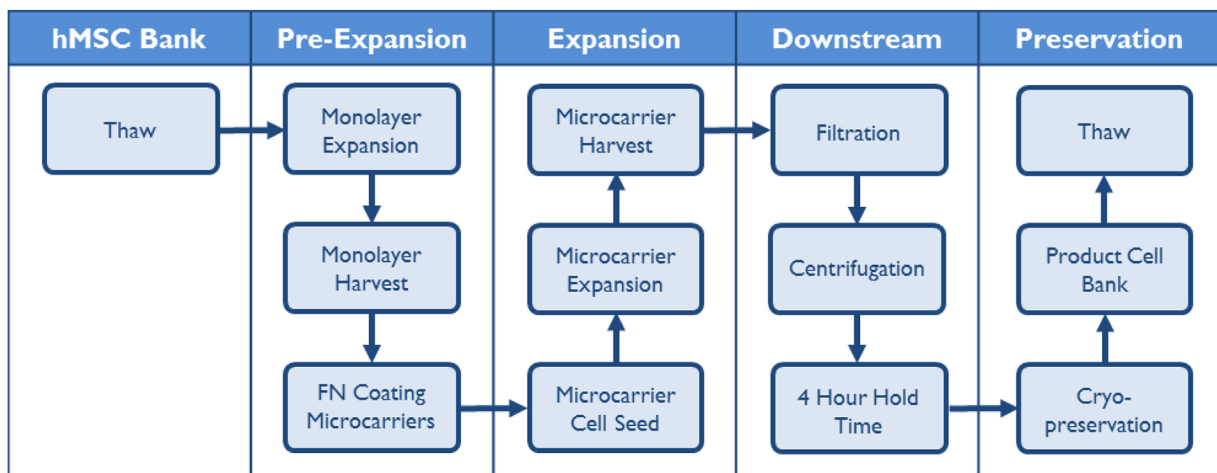 hMSC Bank
Pre-Expansion
Expansion
Downstream
Preservation
Thaw
Monolayer
Expansion
Monolayer
Harvest
FN Coating
Microcarriers
Microcarrier
Harvest
Microcarrier
Expansion
Microcarrier
Cell Seed
Filtration
Centrifugation
4 Hour Hold
Time
Thaw
Product Cell
Bank
Cryo-
preservation